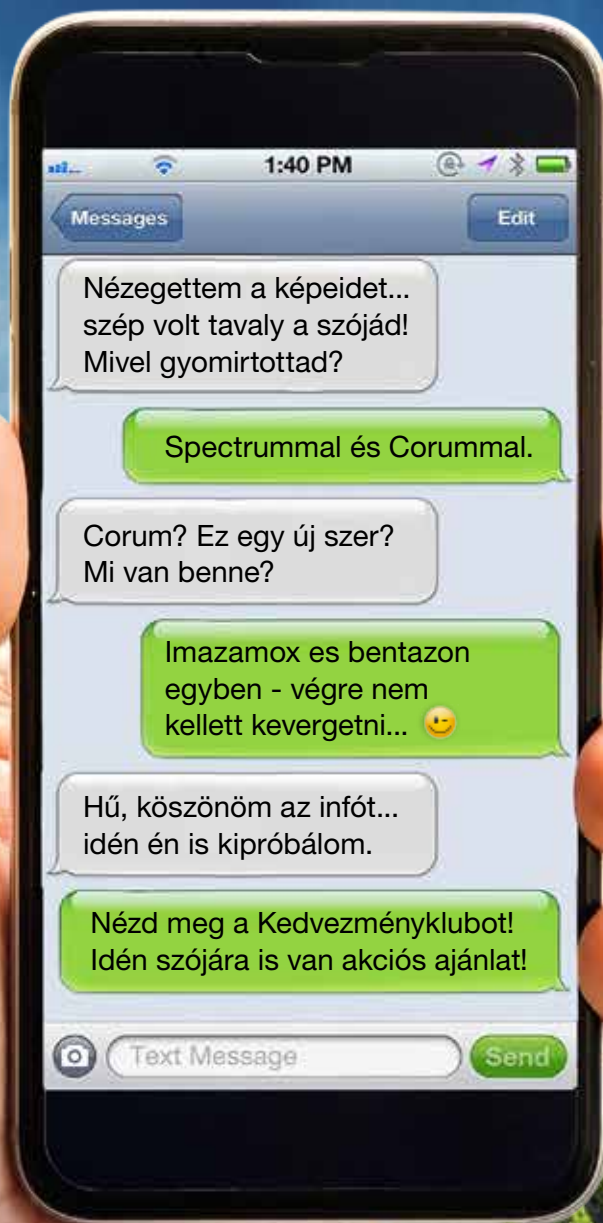 1:40 PM
Messages
Edit
Nézegettem a képeidet...
szép volt tavaly a szójád!
Mivel gyomirtottad?
Spectrummal és Corummal.
Corum? Ez egy új szer?
Mi van benne?
Imazamox es bentazon
egyben - végre nem
kellett kevergetni... 😉
Hű, köszönöm az infót...
idén én is kipróbálom.
Nézd meg a Kedvezményklubot!
Idén szójára is van akciós ajánlat!
Text Message
Send